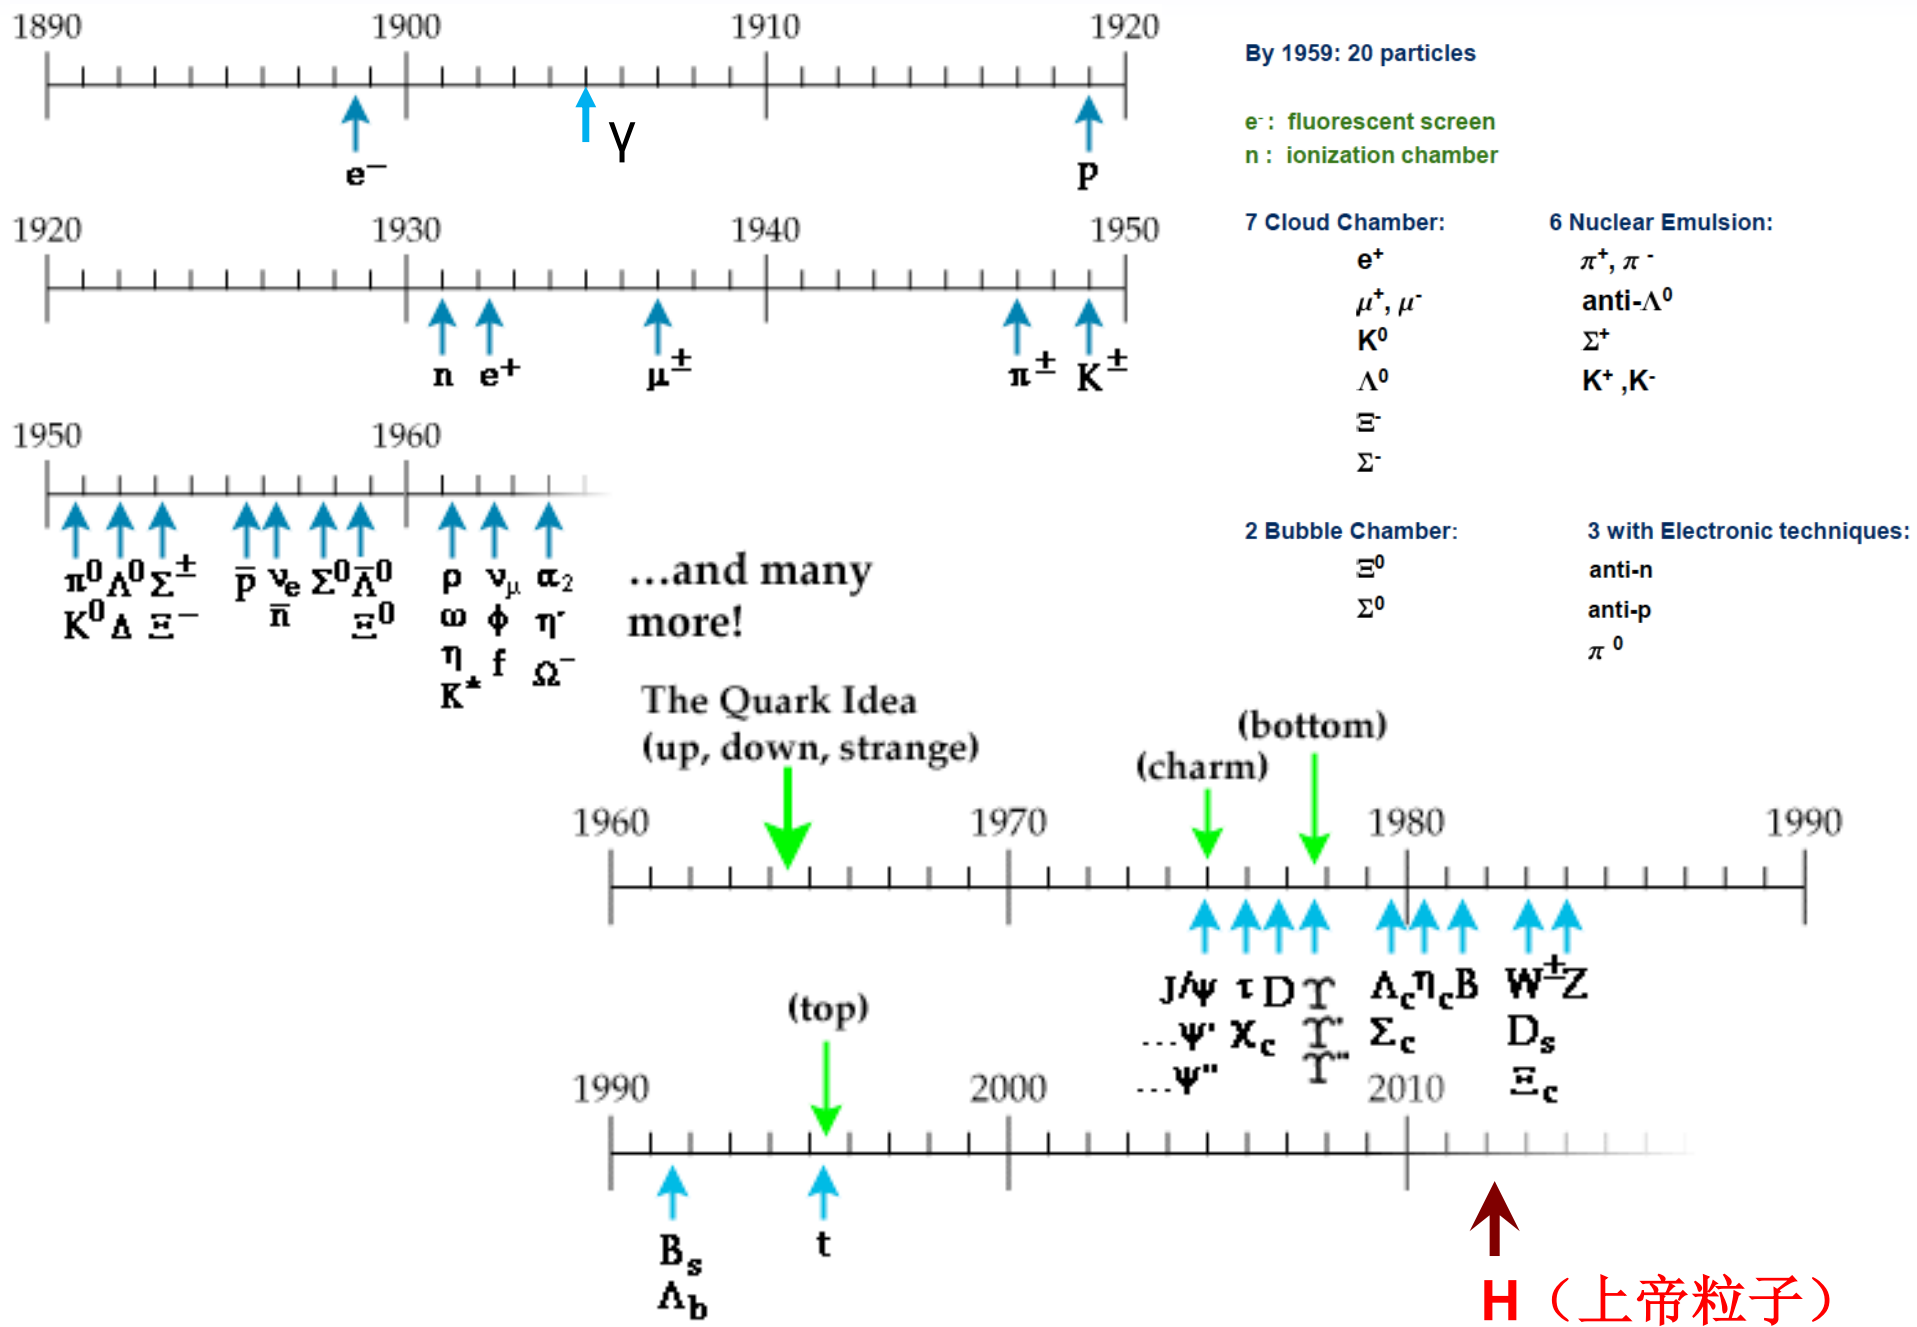 1890 1900 1910 1920
e⁻ γ p
1920 1930 1940 1950
n e⁺ μ± π± K±
1950 1960
π⁰ Λ⁰ Σ± p̅ νe Σ⁰ Λ̅⁰ ρ νμ α₂
K⁰ Δ Ξ⁻ n̅ Ξ⁰ ω ϕ η'
η f Ω⁻
K*
...and many
more!
By 1959: 20 particles
e⁻ : fluorescent screen
n : ionization chamber
7 Cloud Chamber:
e⁺
μ⁺, μ⁻
K⁰
Λ⁰
Ξ⁻
Σ⁻
6 Nuclear Emulsion:
π⁺, π⁻
anti-Λ⁰
Σ⁺
K⁺ ,K⁻
2 Bubble Chamber:
Ξ⁰
Σ⁰
3 with Electronic techniques:
anti-n
anti-p
π⁰
The Quark Idea
(up, down, strange)
(charm)
(bottom)
1960 1970 1980 1990
J/ψ τ D ϒ Λc ηc B W± Z
...ψ' χc ϒ' Σc Ds
...ψ" ϒ" Ξc
(top)
1990 2000 2010
Bs t
Λb
H（上帝粒子）